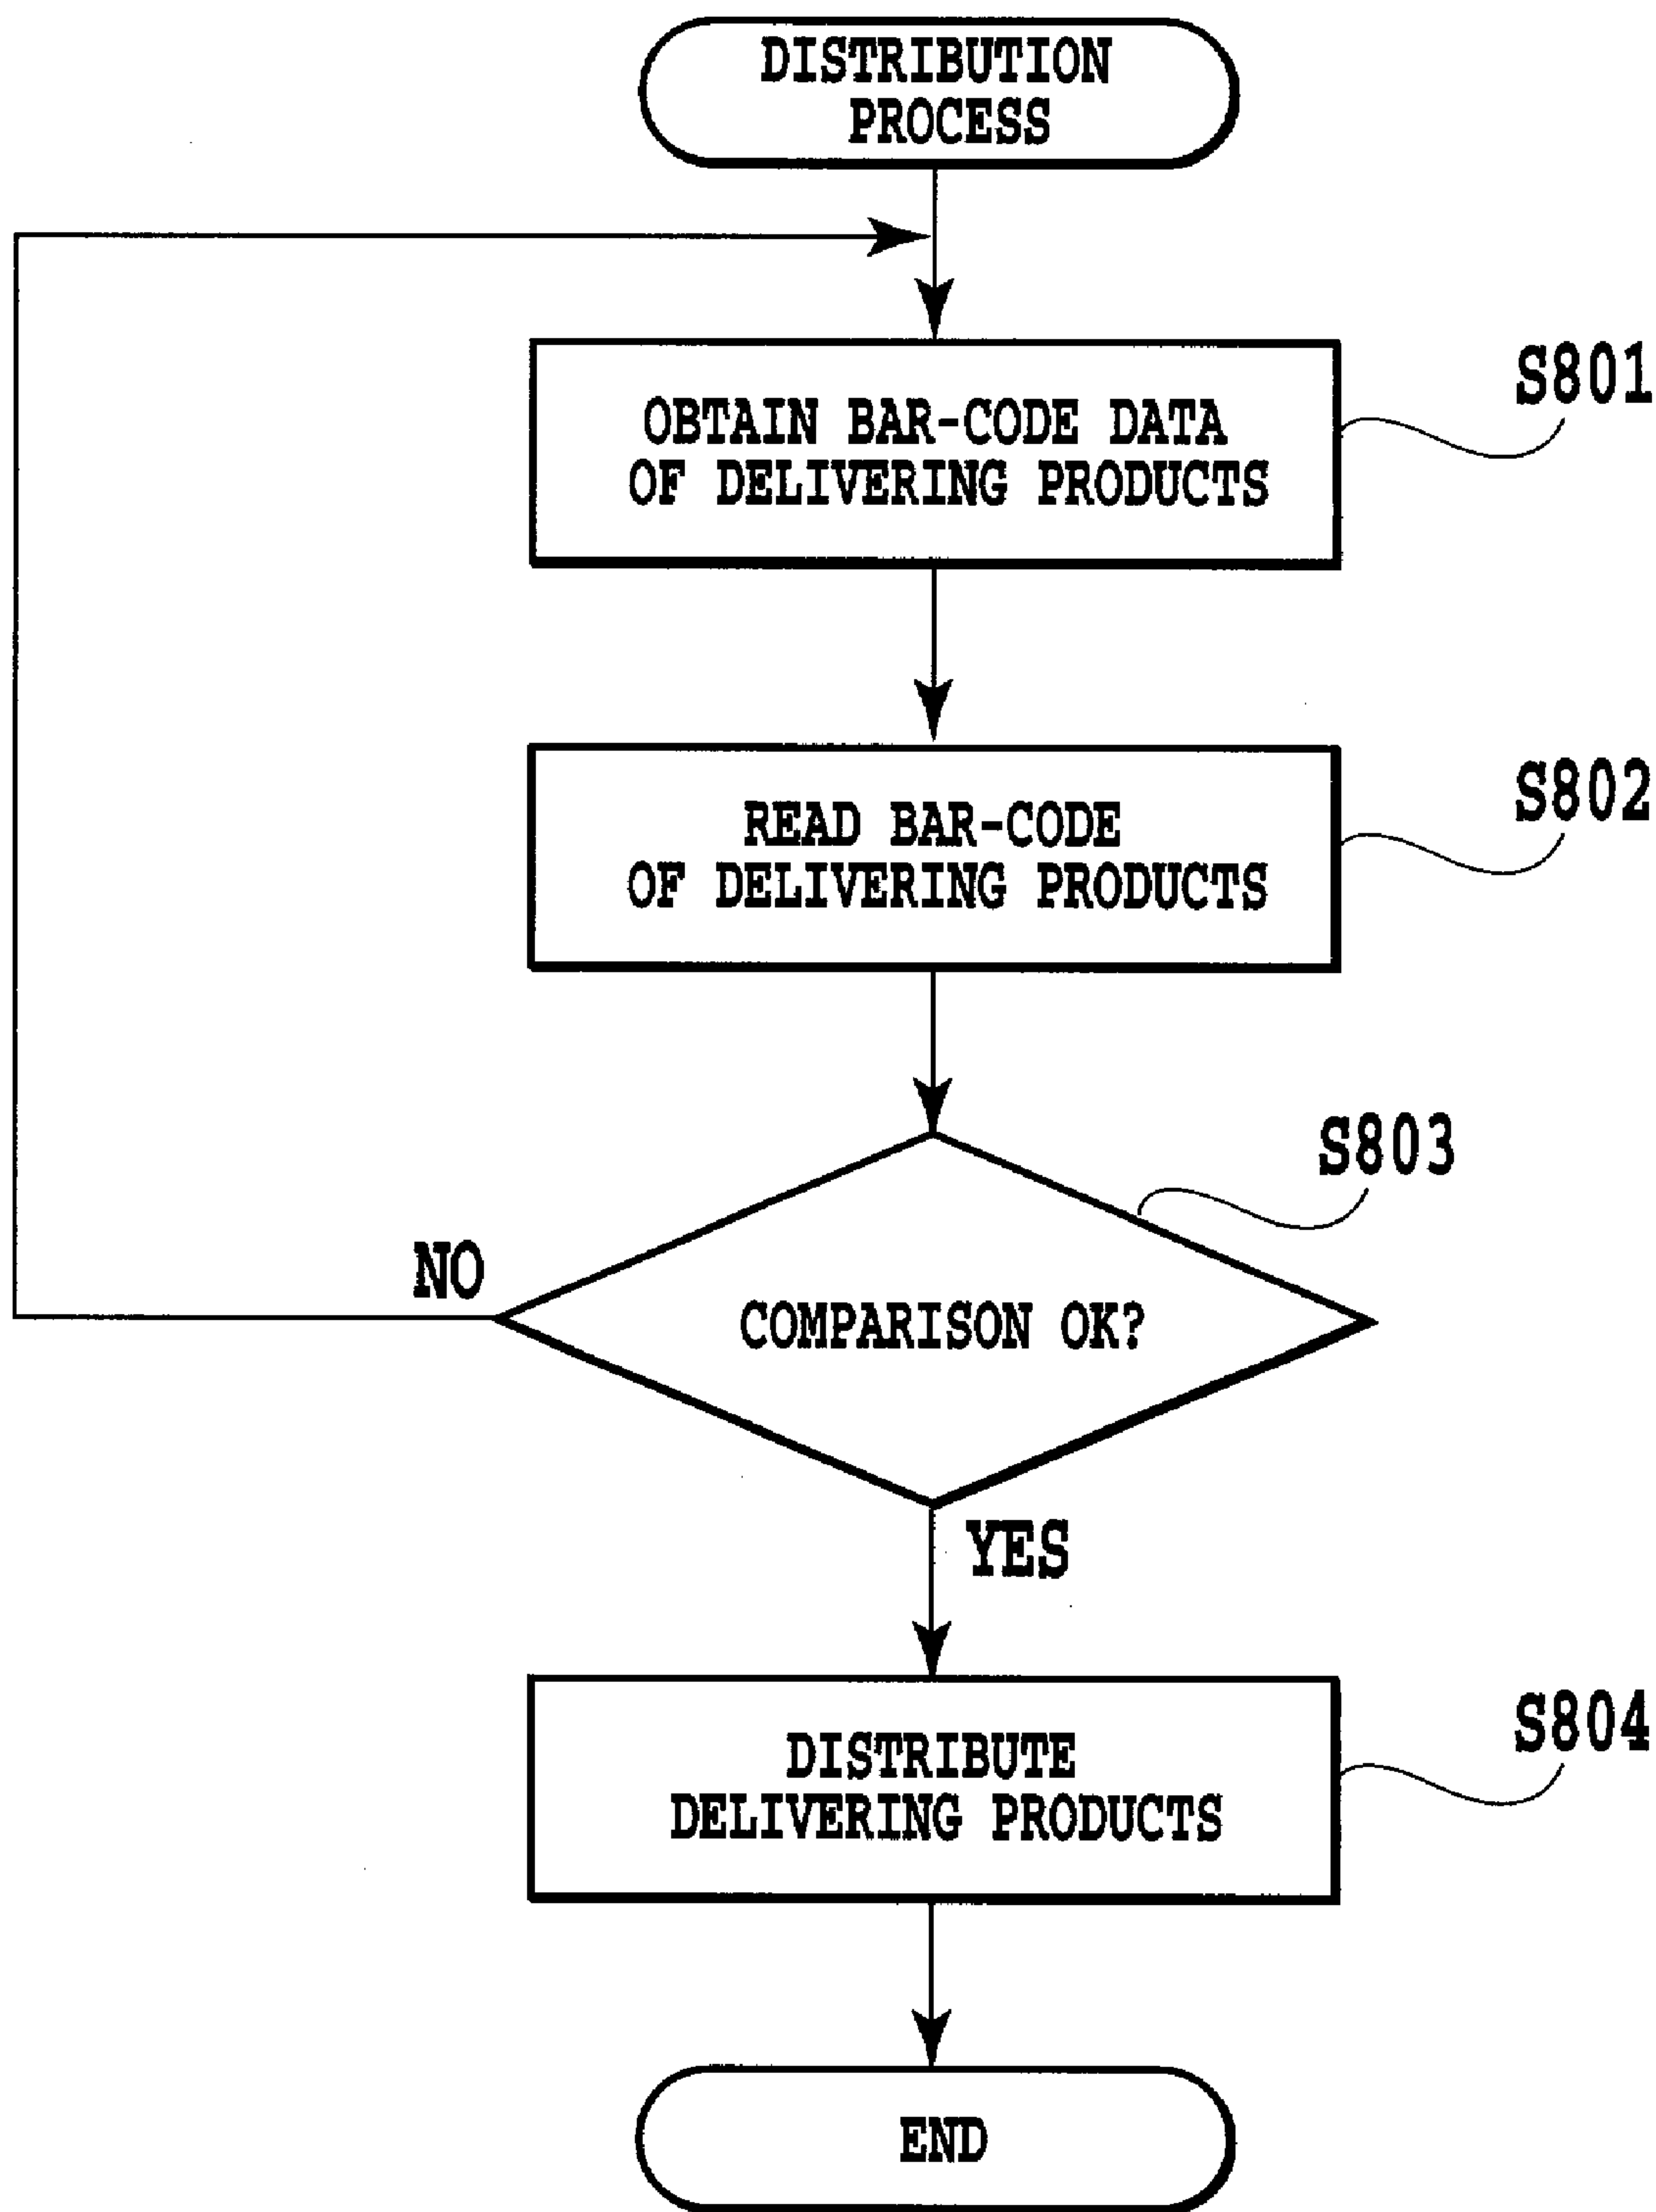 DISTRIBUTION
PROCESS
S801
OBTAIN BAR-CODE DATA
OF DELIVERING PRODUCTS
S802
READ BAR-CODE
OF DELIVERING PRODUCTS
S803
NO
COMPARISON OK?
YES
S804
DISTRIBUTE
DELIVERING PRODUCTS
END